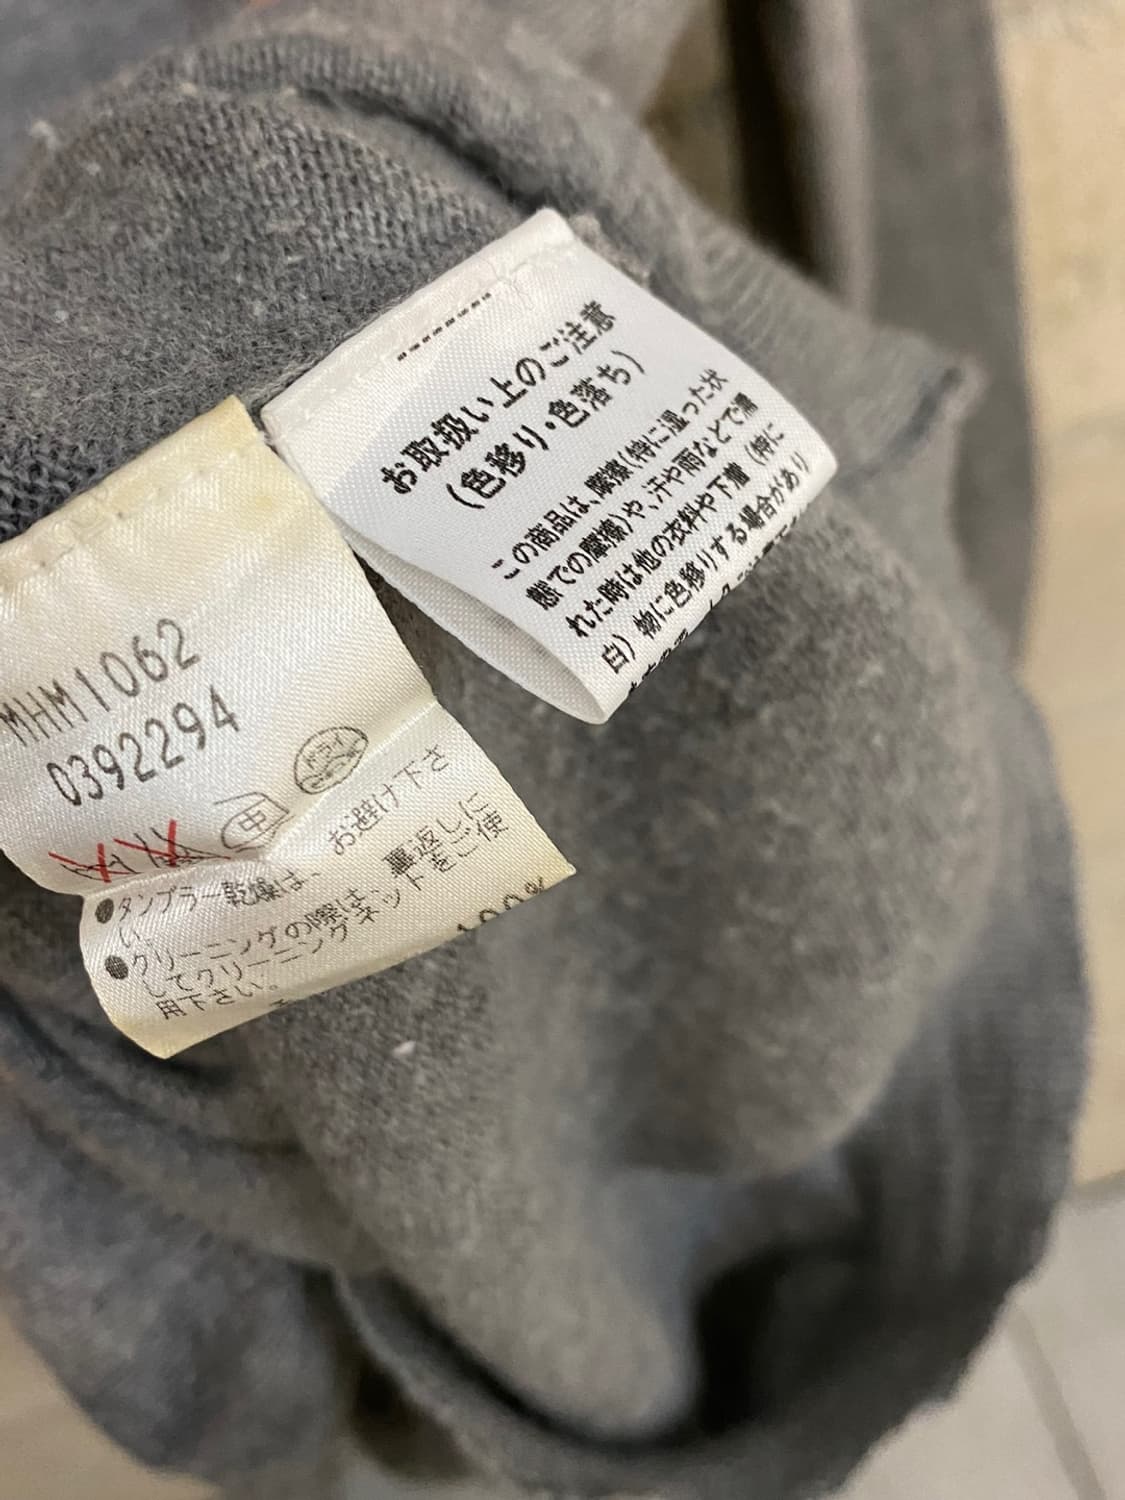 お取扱い上のご注意
(色移り・色落ち)
この商品は、摩擦(特に湿った状
態での摩擦)や、汗や雨などで濡
れた時は他の衣料や下着(特に
白)物に色移りする場合があり
MHM1062
0392294
ドライ
・タンブラー乾燥は、お避け下さ
い。
・クリーニングの際は、裏返しに
してクリーニングネットをご使
用下さい。
100%